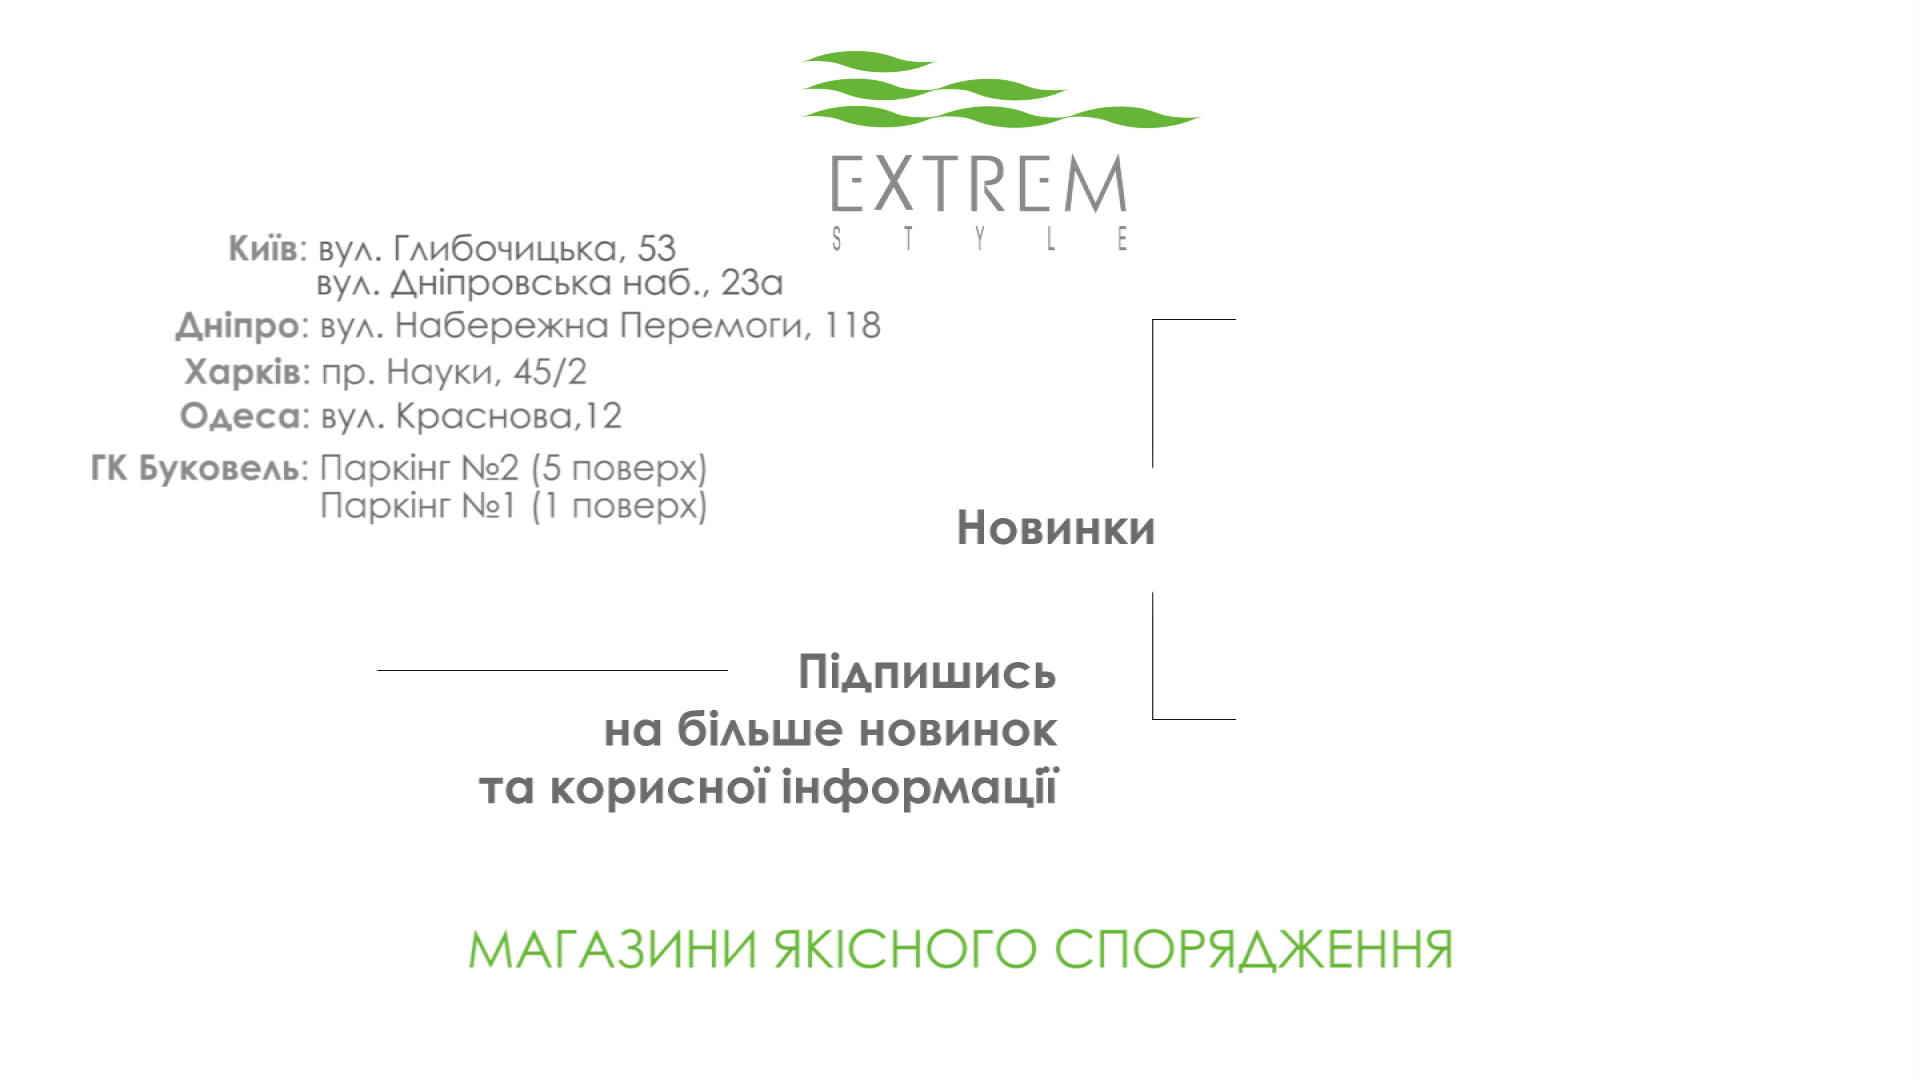 EXTREM
STYLE
Київ: вул. Глибочицька, 53
вул. Дніпровська наб., 23а
Дніпро: вул. Набережна Перемоги, 118
Харків: пр. Науки, 45/2
Одеса: вул. Краснова,12
ГК Буковель: Паркінг №2 (5 поверх)
Паркінг №1 (1 поверх)
Новинки
Підпишись
на більше новинок
та корисної інформації
МАГАЗИНИ ЯКІСНОГО СПОРЯДЖЕННЯ